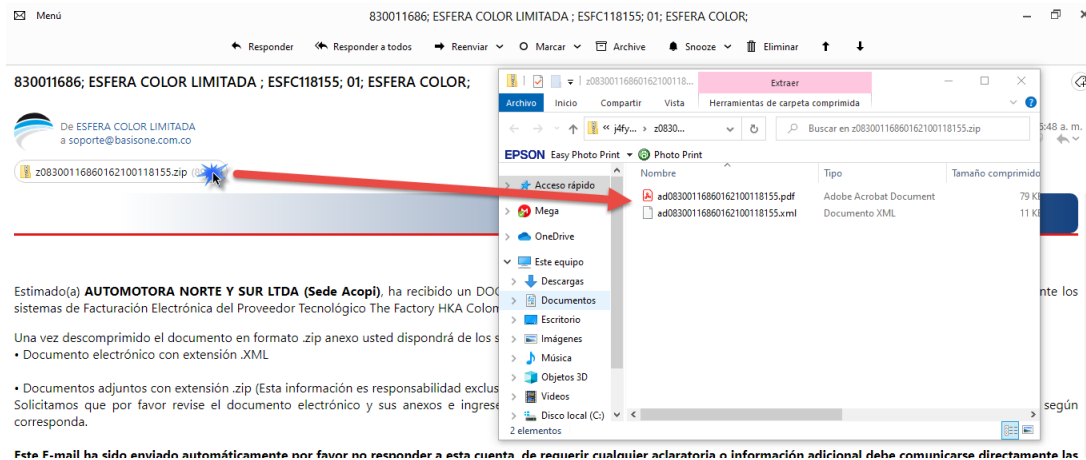 Menú
830011686; ESFERA COLOR LIMITADA ; ESFC118155; 01; ESFERA COLOR;
Responder
Responder a todos
Reenviar
Marcar
Archive
Snooze
Eliminar
830011686; ESFERA COLOR LIMITADA ; ESFC118155; 01; ESFERA COLOR;
De ESFERA COLOR LIMITADA
a soporte@basisone.com.co
5:48 a. m.
z08300116860162100118155.zip
z08300116860162100118...
Extraer
Archivo
Inicio
Compartir
Vista
Herramientas de carpeta comprimida
« j4fy... › z0830...
Buscar en z08300116860162100118155.zip
EPSON Easy Photo Print
Photo Print
Nombre
Tipo
Tamaño comprimido
Acceso rápido
Mega
OneDrive
Este equipo
Descargas
Documentos
Escritorio
Imágenes
Música
Objetos 3D
Videos
Disco local (C:)
ad08300116860162100118155.pdf
Adobe Acrobat Document
79
ad08300116860162100118155.xml
Documento XML
11
2 elementos
Estimado(a) AUTOMOTORA NORTE Y SUR LTDA (Sede Acopi), ha recibido un
nte los
sistemas de Facturación Electrónica del Proveedor Tecnológico The Factory HKA
Una vez descomprimido el documento en formato .zip anexo usted dispondrá de los
• Documento electrónico con extensión .XML
• Documentos adjuntos con extensión .zip (Esta información es responsabilidad
Solicitamos que por favor revise el documento electrónico y sus anexos e
según
corresponda.
Este E-mail ha sido enviado automáticamente por favor no responder a esta cuenta, de requerir cualquier aclaratoria o información adicional debe comunicarse directamente las